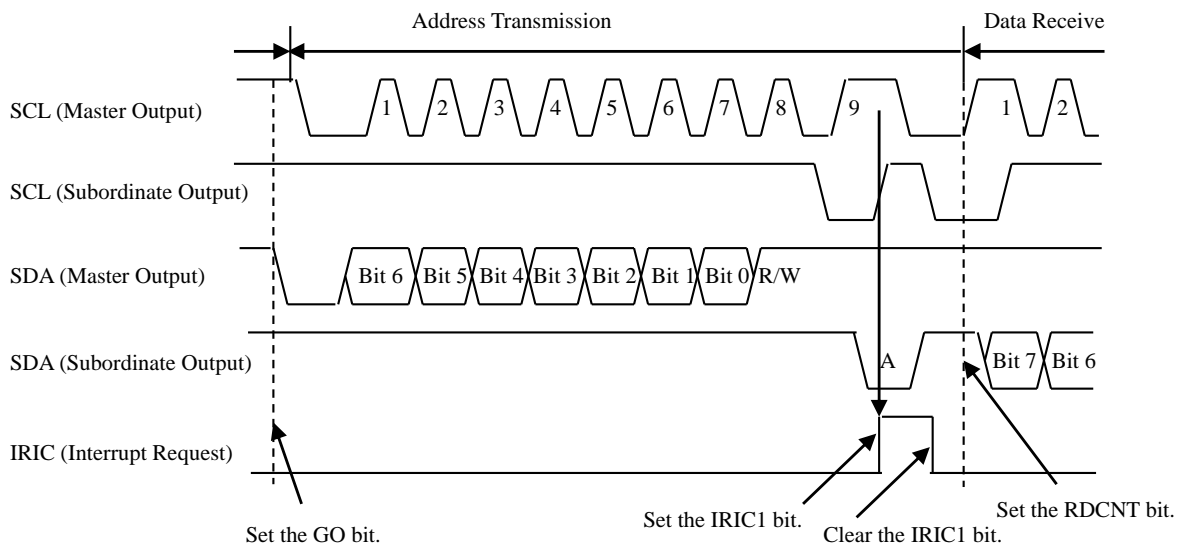 Address Transmission Data Receive
SCL (Master Output) 1 2 3 4 5 6 7 8 9 1 2
SCL (Subordinate Output)
SDA (Master Output) Bit 6 Bit 5 Bit 4 Bit 3 Bit 2 Bit 1 Bit 0 R/W
SDA (Subordinate Output) A Bit 7 Bit 6
IRIC (Interrupt Request)
Set the GO bit. Set the IRIC1 bit. Clear the IRIC1 bit. Set the RDCNT bit.